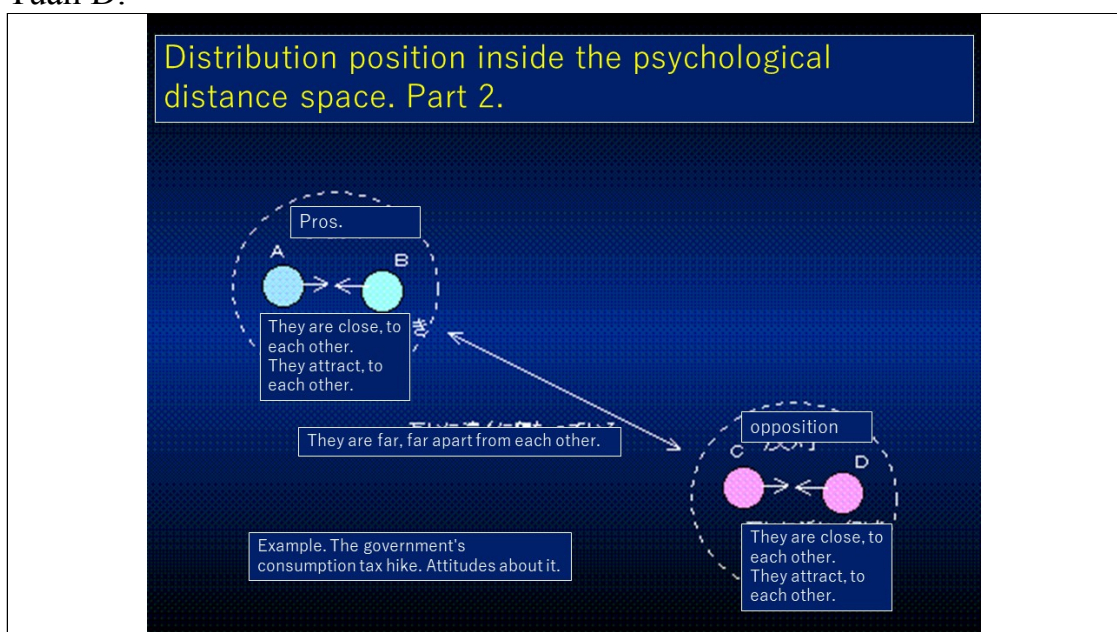 Distribution position inside the psychological
distance space. Part 2.
Pros.
A
B
They are close, to
each other.
They attract, to
each other.
き
They are far, far apart from each other.
opposition
C
D
They are close, to
each other.
They attract, to
each other.
Example. The government's
consumption tax hike. Attitudes about it.